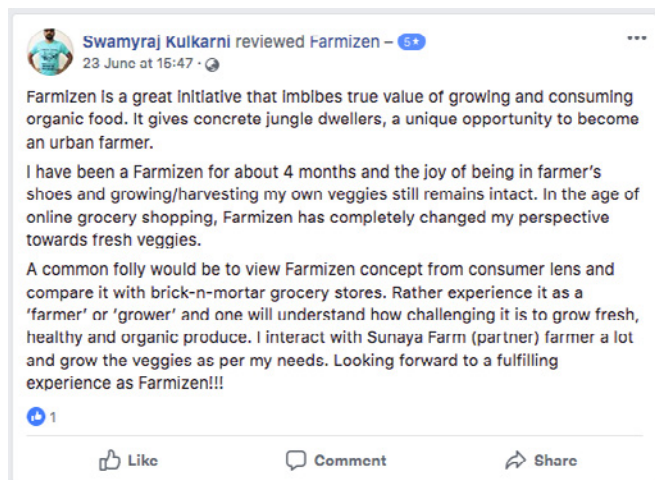 Swamyraj Kulkarni reviewed Farmizen – 5★
23 June at 15:47 ·
Farmizen is a great initiative that imbibes true value of growing and consuming
organic food. It gives concrete jungle dwellers, a unique opportunity to become
an urban farmer.
I have been a Farmizen for about 4 months and the joy of being in farmer's
shoes and growing/harvesting my own veggies still remains intact. In the age of
online grocery shopping, Farmizen has completely changed my perspective
towards fresh veggies.
A common folly would be to view Farmizen concept from consumer lens and
compare it with brick-n-mortar grocery stores. Rather experience it as a
'farmer' or 'grower' and one will understand how challenging it is to grow fresh,
healthy and organic produce. I interact with Sunaya Farm (partner) farmer a lot
and grow the veggies as per my needs. Looking forward to a fulfilling
experience as Farmizen!!!
1
Like Comment Share